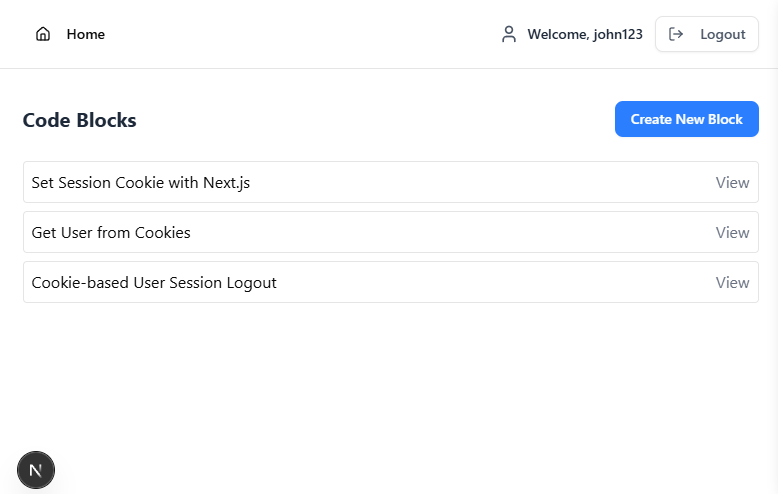 Home
Welcome, john123
Logout
Code Blocks
Create New Block
Set Session Cookie with Next.js
View
Get User from Cookies
View
Cookie-based User Session Logout
View
N